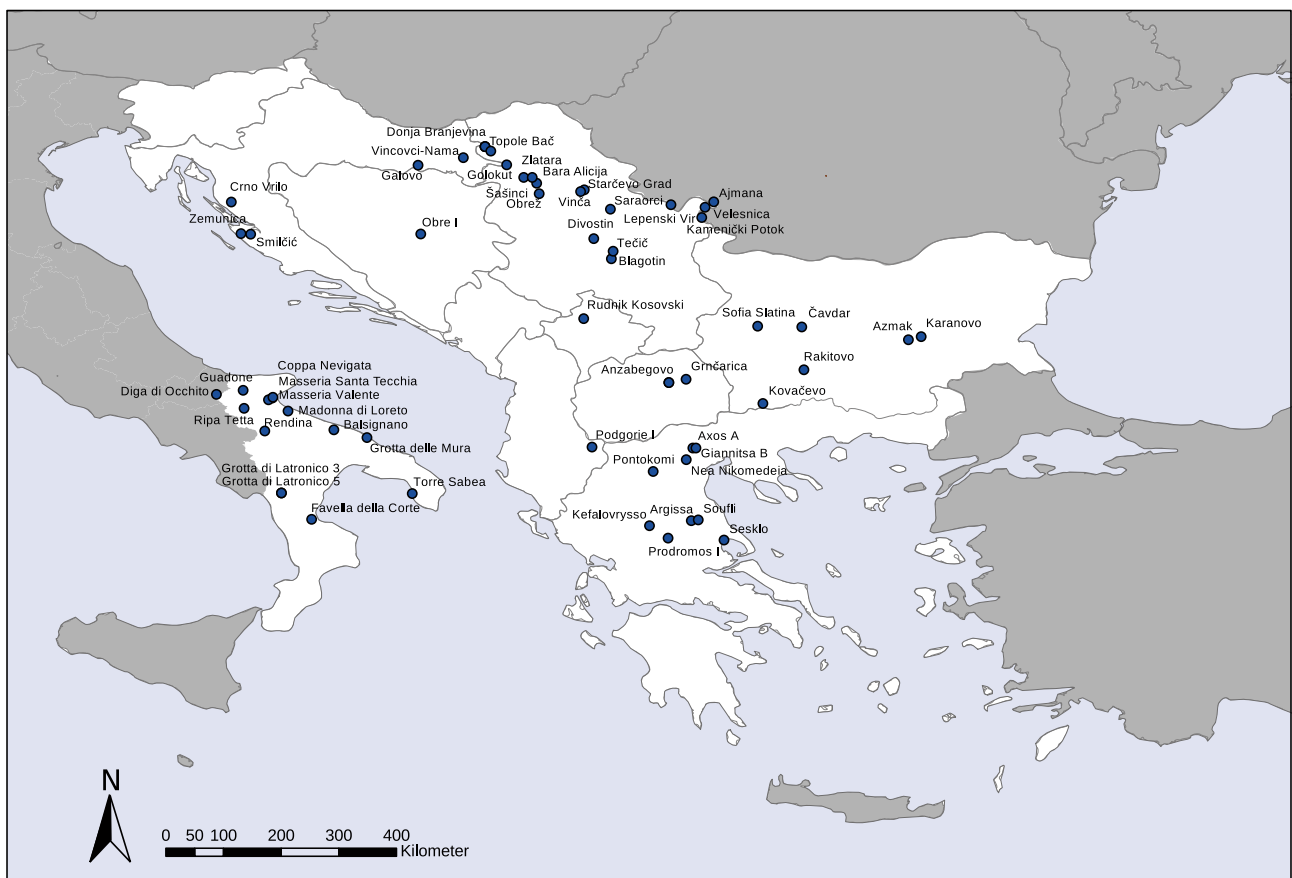 Donja Branjevina
Topole Bač
Vincovci-Nama
Zlatara
Galovo
Golokut
Bara Alicija
Šašinci
Starčevo Grad
Ajmana
Crno Vrilo
Obrež
Vinča
Saraorci
Zemunica
Lepenski Vir
Velesnica
Obre I
Divostin
Kamenički Potok
Smilčić
Tečič
Blagotin
Rudnik Kosovski
Sofia Slatina
Čavdar
Azmak
Karanovo
Coppa Nevigata
Rakitovo
Guadone
Masseria Santa Tecchia
Anzabegovo
Grnčarica
Diga di Occhito
Masseria Valente
Kovačevo
Madonna di Loreto
Ripa Tetta
Rendina
Balsignano
Podgorie I
Axos A
Grotta delle Mura
Giannitsa B
Pontokomi
Nea Nikomedeia
Grotta di Latronico 3
Grotta di Latronico 5
Torre Sabea
Favella della Corte
Kefalovrysso
Argissa
Soufli
Sesklo
Prodromos I
N
0 50 100 200 300 400
Kilometer